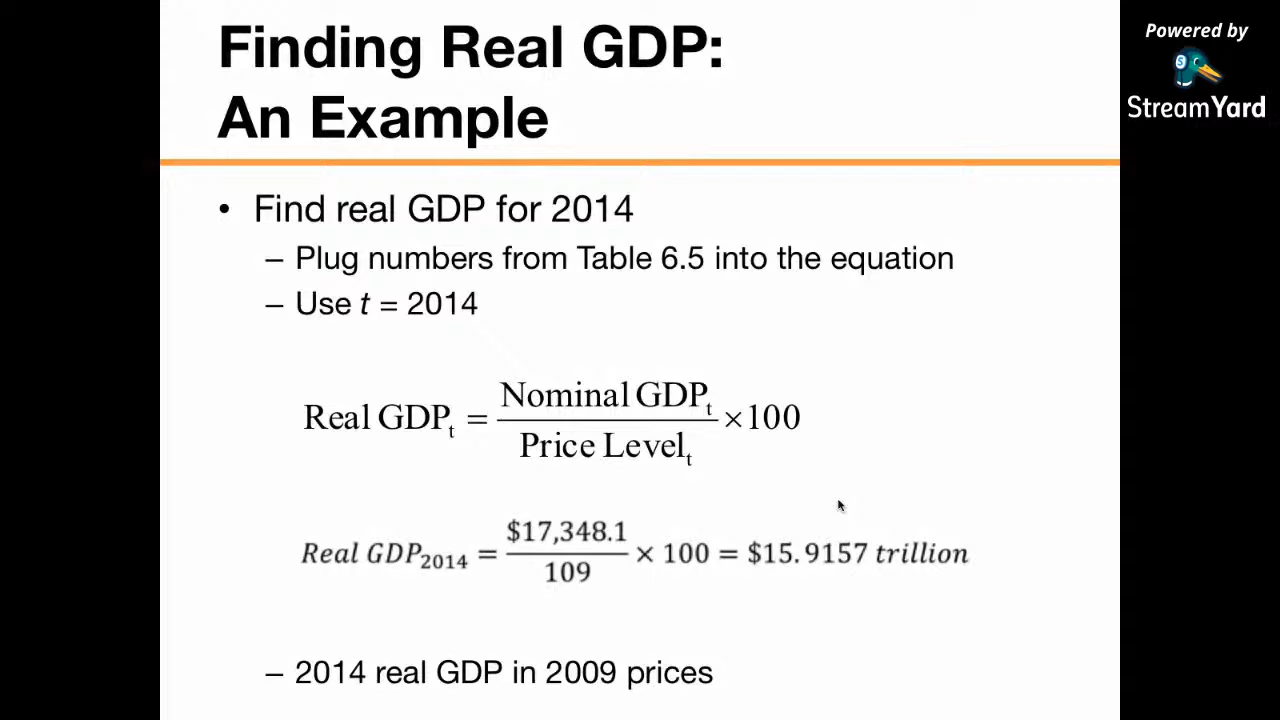 Finding Real GDP:
An Example
Powered by
StreamYard
• Find real GDP for 2014
– Plug numbers from Table 6.5 into the equation
– Use t = 2014
Real GDPₜ = Nominal GDPₜ / Price Levelₜ × 100
Real GDP₂₀₁₄ = $17,348.1 / 109 × 100 = $15.9157 trillion
– 2014 real GDP in 2009 prices